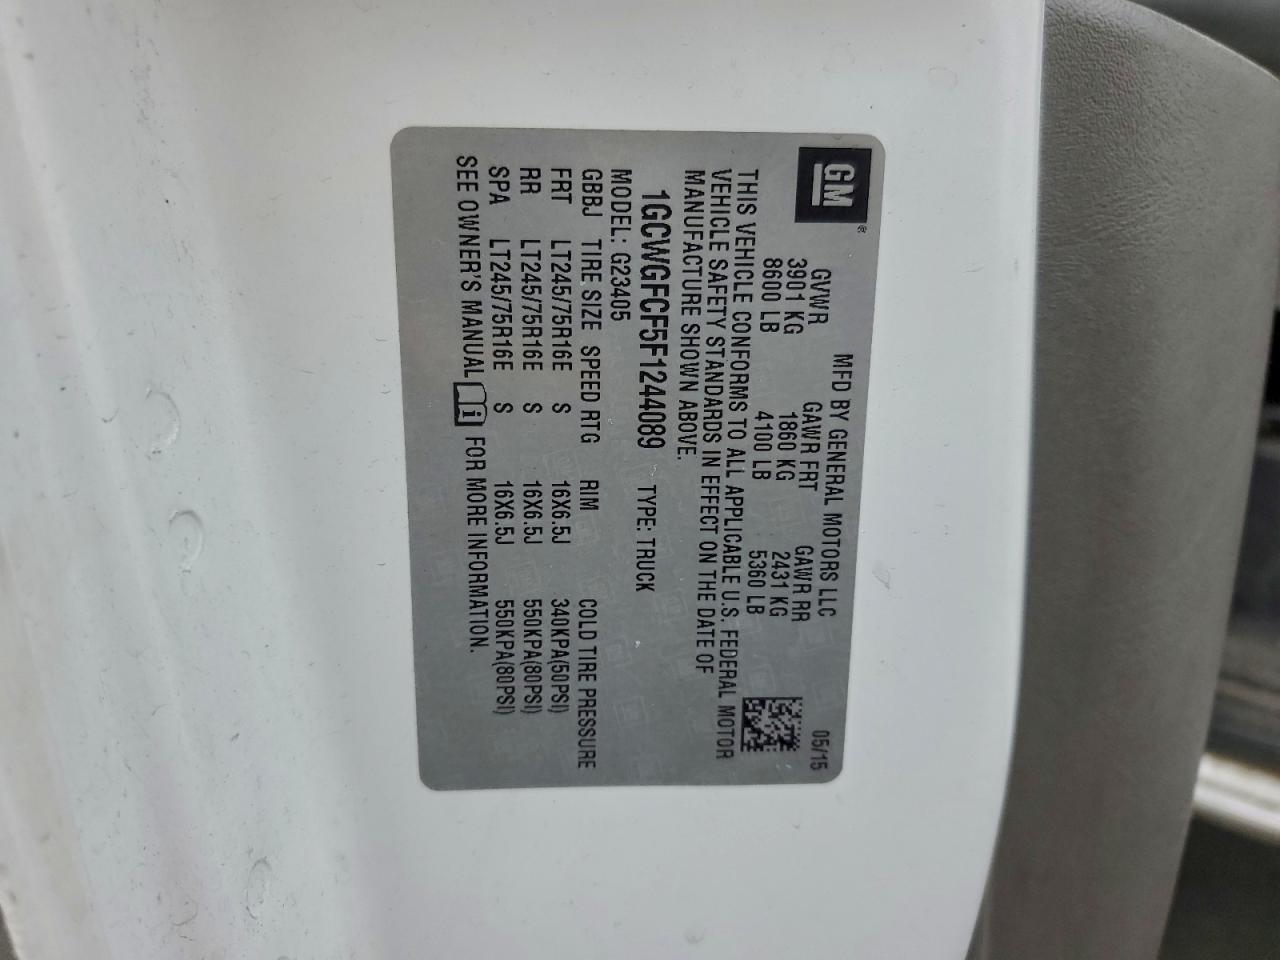 GM ®
MFD BY GENERAL MOTORS LLC 05/15
GVWR GAWR FRT GAWR RR
3901 KG 1860 KG 2431 KG
8600 LB 4100 LB 5360 LB
THIS VEHICLE CONFORMS TO ALL APPLICABLE U.S. FEDERAL MOTOR
VEHICLE SAFETY STANDARDS IN EFFECT ON THE DATE OF
MANUFACTURE SHOWN ABOVE.
1GCWGFCF5F1244089 TYPE: TRUCK
MODEL: G23405
GBBJ TIRE SIZE SPEED RTG RIM COLD TIRE PRESSURE
FRT LT245/75R16E S 16X6.5J 340KPA(50PSI)
RR LT245/75R16E S 16X6.5J 550KPA(80PSI)
SPA LT245/75R16E S 16X6.5J 550KPA(80PSI)
SEE OWNER'S MANUAL i FOR MORE INFORMATION.